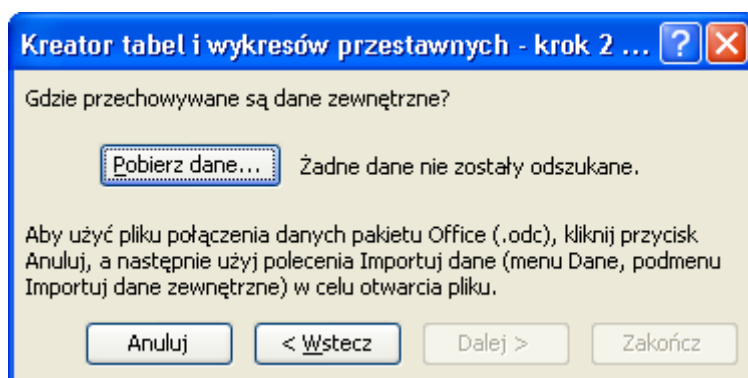 Kreator tabel i wykresów przestawnych - krok 2 ...
Gdzie przechowywane są dane zewnętrzne?
Pobierz dane... Żadne dane nie zostały odszukane.
Aby użyć pliku połączenia danych pakietu Office (.odc), kliknij przycisk
Anuluj, a następnie użyj polecenia Importuj dane (menu Dane, podmenu
Importuj dane zewnętrzne) w celu otwarcia pliku.
Anuluj < Wstecz Dalej > Zakończ